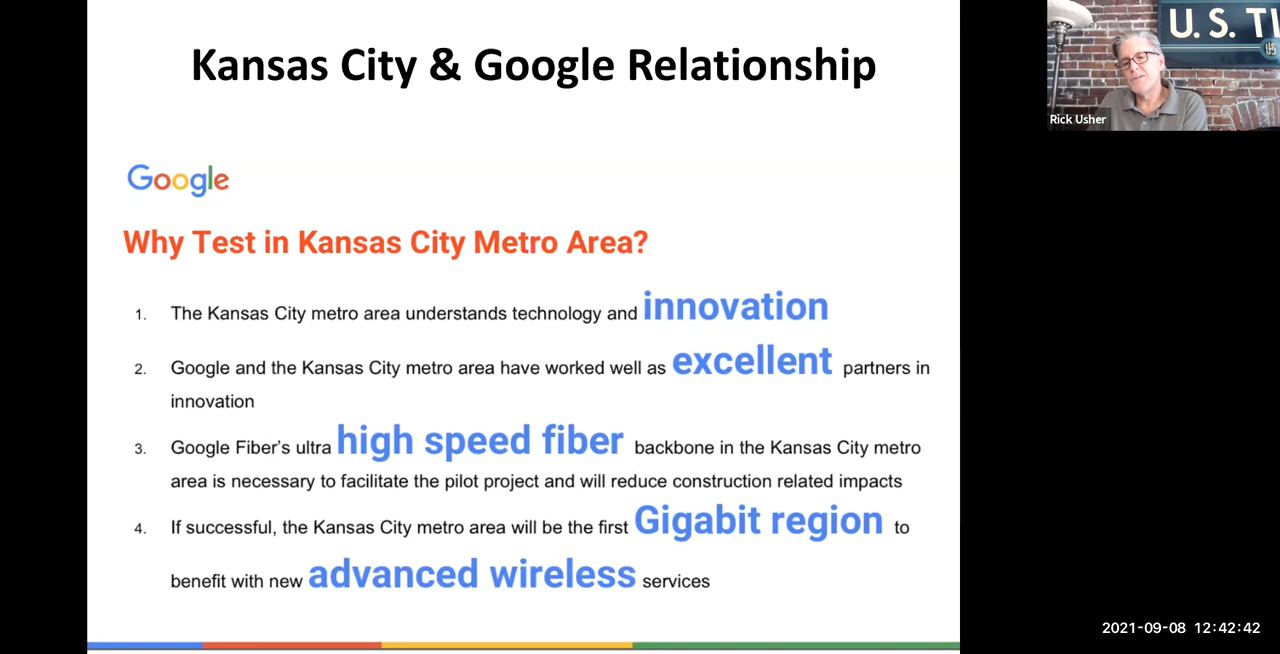 Kansas City & Google Relationship
Google
Why Test in Kansas City Metro Area?
1. The Kansas City metro area understands technology and innovation
2. Google and the Kansas City metro area have worked well as excellent partners in
innovation
3. Google Fiber's ultra high speed fiber backbone in the Kansas City metro
area is necessary to facilitate the pilot project and will reduce construction related impacts
4. If successful, the Kansas City metro area will be the first Gigabit region to
benefit with new advanced wireless services
U.S. TI
US
Rick Usher
2021-09-08 12:42:42